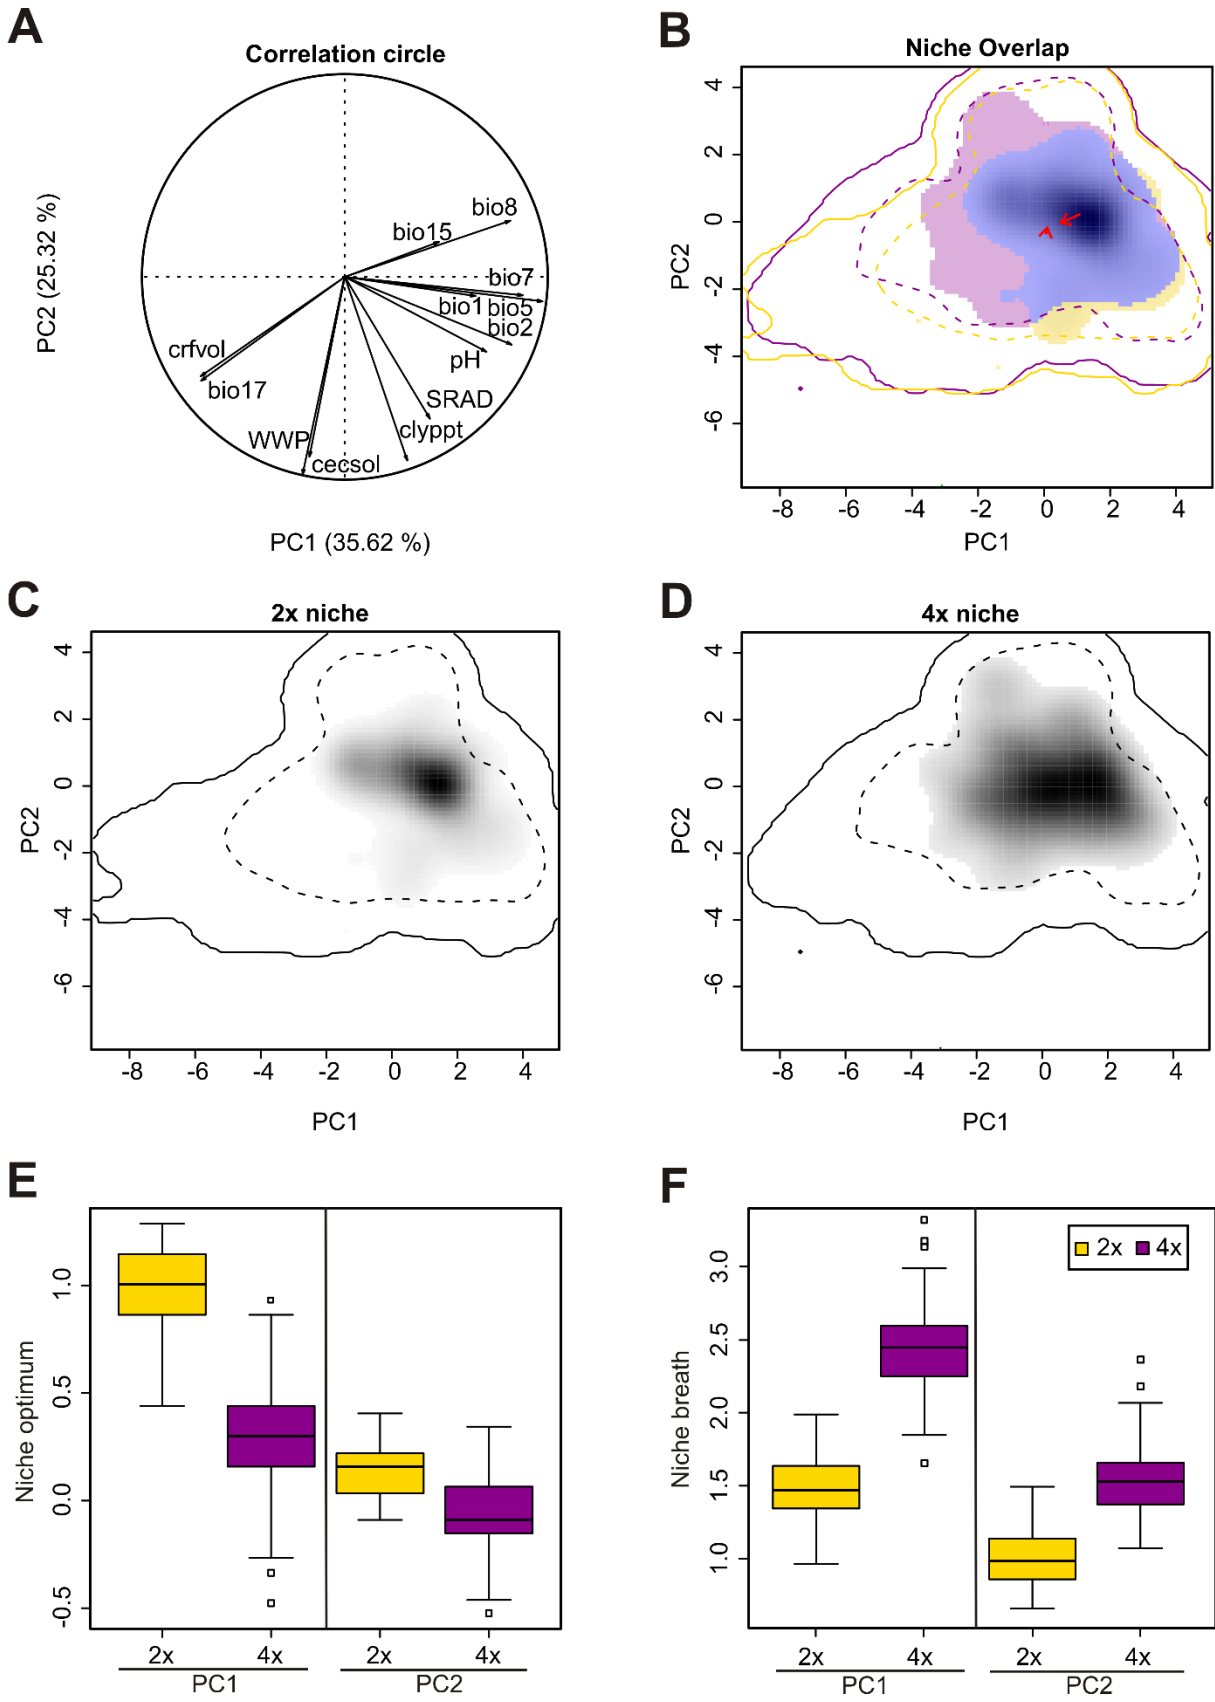 A
Correlation circle
PC2 (25.32 %)
bio8
bio15
bio7
bio1
bio5
bio2
pH
crfvol
bio17
SRAD
clyppt
WWP
cecsol
PC1 (35.62 %)
B
Niche Overlap
PC2
4
2
0
-2
-4
-6
-8 -6 -4 -2 0 2 4
PC1
C
2x niche
PC2
4
2
0
-2
-4
-6
-8 -6 -4 -2 0 2 4
PC1
D
4x niche
PC2
4
2
0
-2
-4
-6
-8 -6 -4 -2 0 2 4
PC1
E
Niche optimum
1.0
0.5
0.0
-0.5
2x 4x 2x 4x
PC1 PC2
F
Niche breath
3.0
2.5
2.0
1.5
1.0
2x 4x
2x 4x 2x 4x
PC1 PC2